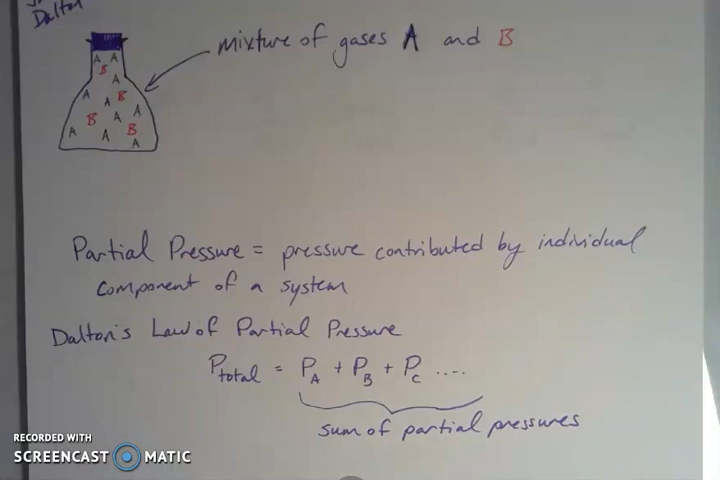 Dalton
mixture of gases A and B
A A
B
A
A A B
A
B A
A A B
A
Partial Pressure = pressure contributed by individual
component of a system
Dalton's Law of Partial Pressure
Ptotal = PA + PB + PC ....
sum of partial pressures
RECORDED WITH
SCREENCAST MATIC